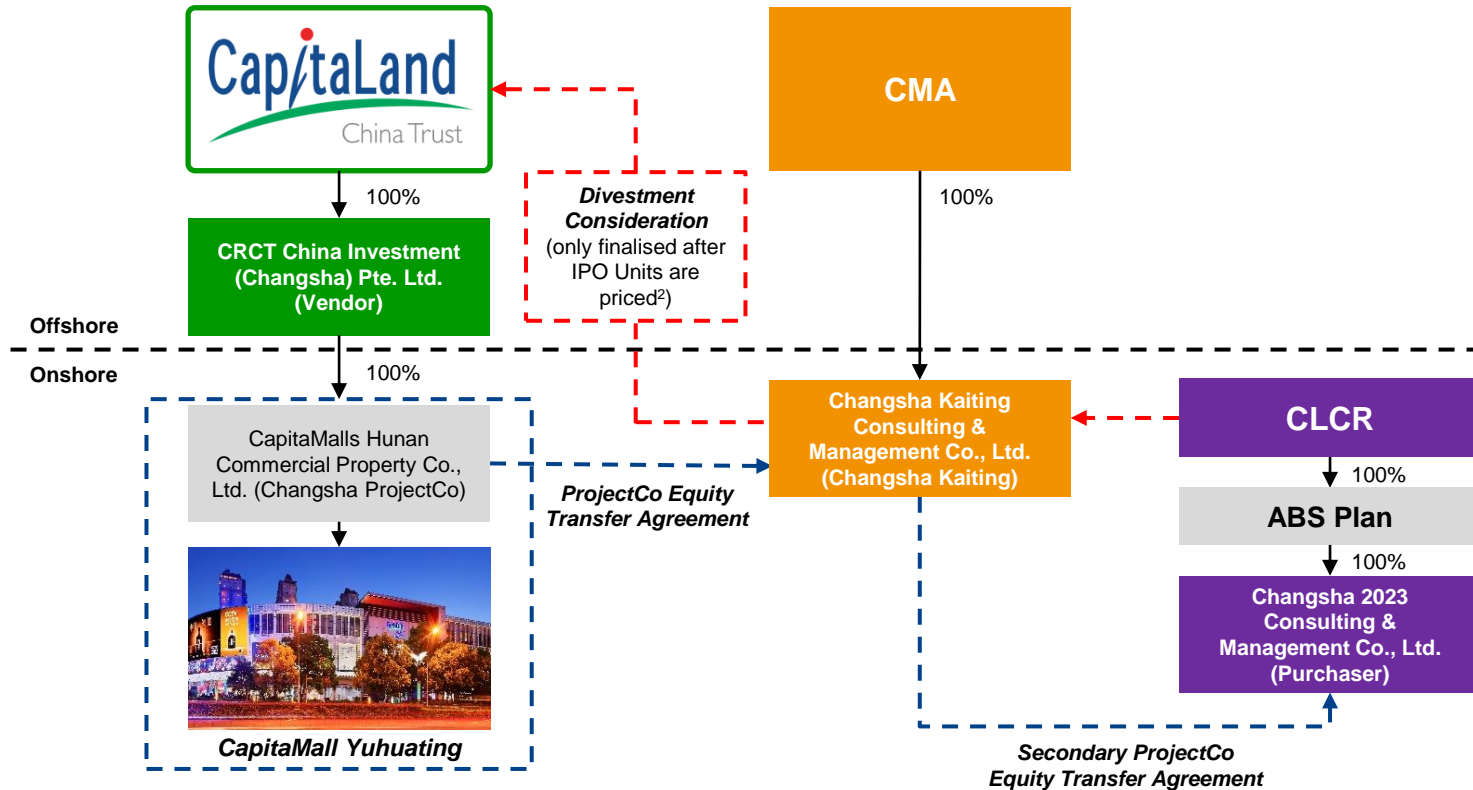 CapitaLand
China Trust
CMA
100%
Divestment
Consideration
(only finalised after
IPO Units are
priced²)
100%
CRCT China Investment
(Changsha) Pte. Ltd.
(Vendor)
Offshore
Onshore
100%
CapitaMalls Hunan
Commercial Property Co.,
Ltd. (Changsha ProjectCo)
ProjectCo Equity
Transfer Agreement
Changsha Kaiting
Consulting &
Management Co., Ltd.
(Changsha Kaiting)
CLCR
100%
ABS Plan
100%
Changsha 2023
Consulting &
Management Co., Ltd.
(Purchaser)
CapitaMall Yuhuating
Secondary ProjectCo
Equity Transfer Agreement